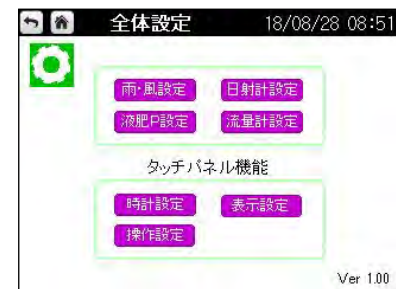 全体設定 18/08/28 08:51
雨・風設定 日射計設定
液肥P設定 流量計設定
タッチパネル機能
時計設定 表示設定
操作設定
Ver 1.00